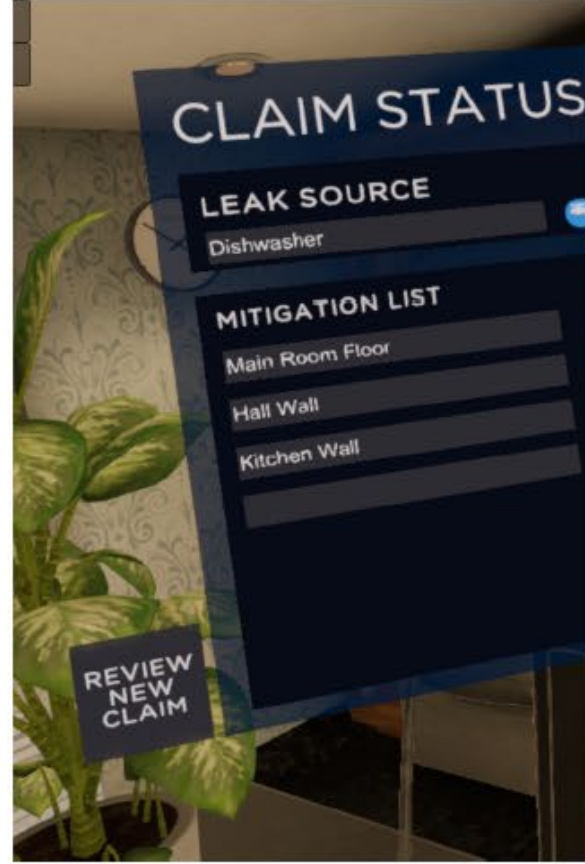 CLAIM STATUS
LEAK SOURCE
Dishwasher
MITIGATION LIST
Main Room Floor
Hall Wall
Kitchen Wall
REVIEW
NEW
CLAIM